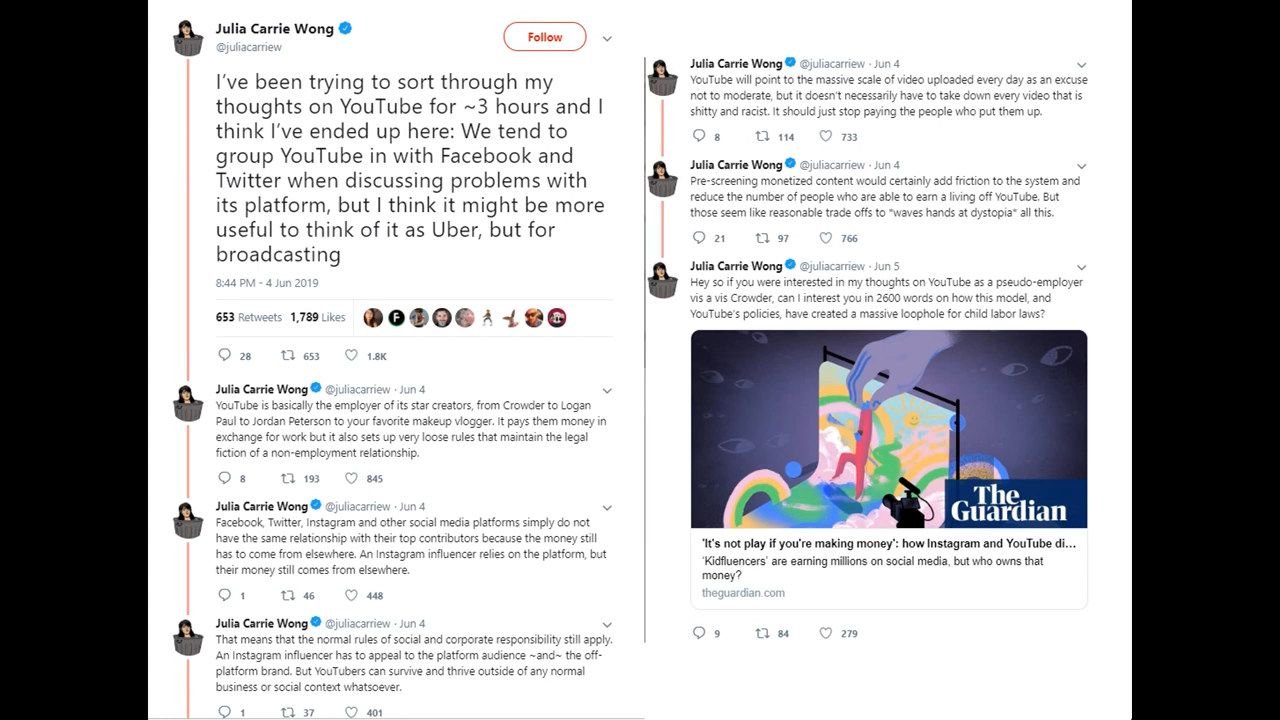 Julia Carrie Wong
@juliacarriew
Follow
I've been trying to sort through my
thoughts on YouTube for ~3 hours and I
think I've ended up here: We tend to
group YouTube in with Facebook and
Twitter when discussing problems with
its platform, but I think it might be more
useful to think of it as Uber, but for
broadcasting
8:44 PM - 4 Jun 2019
653 Retweets 1,789 Likes
28 653 1.8K
Julia Carrie Wong @juliacarriew · Jun 4
YouTube is basically the employer of its star creators, from Crowder to Logan
Paul to Jordan Peterson to your favorite makeup vlogger. It pays them money in
exchange for work but it also sets up very loose rules that maintain the legal
fiction of a non-employment relationship.
8 193 845
Julia Carrie Wong @juliacarriew · Jun 4
Facebook, Twitter, Instagram and other social media platforms simply do not
have the same relationship with their top contributors because the money still
has to come from elsewhere. An Instagram influencer relies on the platform, but
their money still comes from elsewhere.
1 46 448
Julia Carrie Wong @juliacarriew · Jun 4
That means that the normal rules of social and corporate responsibility still apply.
An Instagram influencer has to appeal to the platform audience ~and~ the off-
platform brand. But YouTubers can survive and thrive outside of any normal
business or social context whatsoever.
1 37 401
Julia Carrie Wong @juliacarriew · Jun 4
YouTube will point to the massive scale of video uploaded every day as an excuse
not to moderate, but it doesn't necessarily have to take down every video that is
shitty and racist. It should just stop paying the people who put them up.
8 114 733
Julia Carrie Wong @juliacarriew · Jun 4
Pre-screening monetized content would certainly add friction to the system and
reduce the number of people who are able to earn a living off YouTube. But
those seem like reasonable trade offs to *waves hands at dystopia* all this.
21 97 766
Julia Carrie Wong @juliacarriew · Jun 5
Hey so if you were interested in my thoughts on YouTube as a pseudo-employer
vis a vis Crowder, can I interest you in 2600 words on how this model, and
YouTube's policies, have created a massive loophole for child labor laws?
The
Guardian
'It's not play if you're making money': how Instagram and YouTube di...
'Kidfluencers' are earning millions on social media, but who owns that
money?
theguardian.com
9 84 279